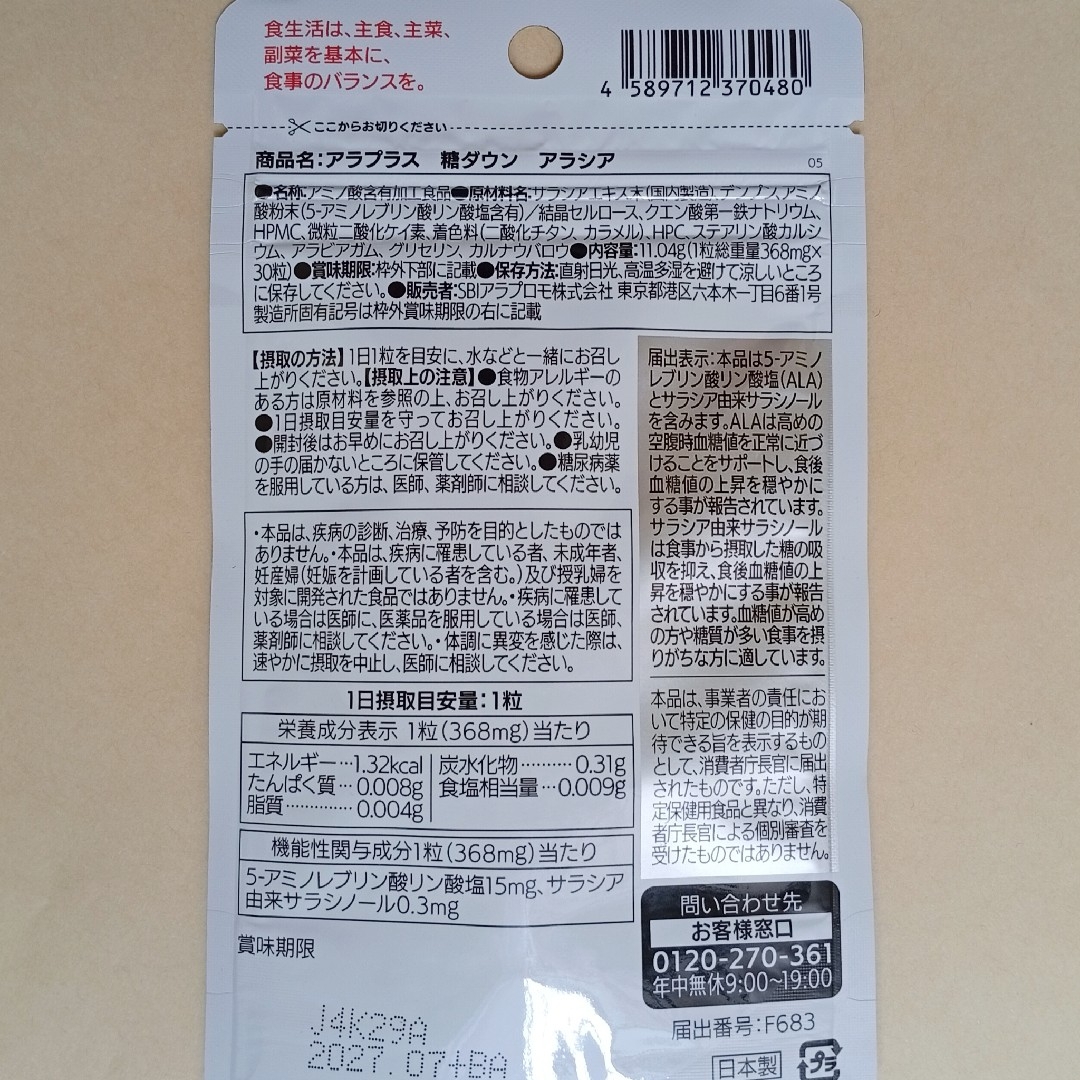 食生活は、主食、主菜、
副菜を基本に、
食事のバランスを。
4 589712 370480
ここからお切りください
商品名:アラプラス 糖ダウン アラシア
05
●名称:アミノ酸含有加工食品●原材料名:サラシアエキス末(国内製造)、デンプン、アミノ
酸粉末(5-アミノレブリン酸リン酸塩含有)/結晶セルロース、クエン酸第一鉄ナトリウム、
HPMC、微粒二酸化ケイ素、着色料(二酸化チタン、カラメル)、HPC、ステアリン酸カルシ
ウム、アラビアガム、グリセリン、カルナウバロウ●内容量:11.04g(1粒総重量368mg×
30粒)●賞味期限:枠外下部に記載●保存方法:直射日光、高温多湿を避けて涼しいところ
に保存してください。●販売者:SBIアラプロモ株式会社 東京都港区六本木一丁目6番1号
製造所固有記号は枠外賞味期限の右に記載
【摂取の方法】1日1粒を目安に、水などと一緒にお召し
上がりください。【摂取上の注意】●食物アレルギーの
ある方は原材料を参照の上、お召し上がりください。
●1日摂取目安量を守ってお召し上がりください。
●開封後はお早めにお召し上がりください。●乳幼児
の手の届かないところに保管してください。●糖尿病薬
を服用している方は、医師、薬剤師に相談してください。
・本品は、疾病の診断、治療、予防を目的としたものでは
ありません。・本品は、疾病に罹患している者、未成年者、
妊産婦(妊娠を計画している者を含む。)及び授乳婦を
対象に開発された食品ではありません。・疾病に罹患して
いる場合は医師に、医薬品を服用している場合は医師、
薬剤師に相談してください。・体調に異変を感じた際は、
速やかに摂取を中止し、医師に相談してください。
1日摂取目安量:1粒
栄養成分表示 1粒(368mg)当たり
エネルギー…1.32kcal
たんぱく質…0.008g
脂質…………0.004g
炭水化物………0.31g
食塩相当量…0.009g
機能性関与成分1粒(368mg)当たり
5-アミノレブリン酸リン酸塩15mg、サラシア
由来サラシノール0.3mg
賞味期限
J4K29A
2027.07+BA
届出表示:本品は5-アミノ
レブリン酸リン酸塩(ALA)
とサラシア由来サラシノール
を含みます。ALAは高めの
空腹時血糖値を正常に近づ
けることをサポートし、食後
血糖値の上昇を穏やかに
する事が報告されています。
サラシア由来サラシノール
は食事から摂取した糖の吸
収を抑え、食後血糖値の上
昇を穏やかにする事が報告
されています。血糖値が高め
の方や糖質が多い食事を摂
りがちな方に適しています。
本品は、事業者の責任にお
いて特定の保健の目的が期
待できる旨を表示するもの
として、消費者庁長官に届出
されたものです。ただし、特
定保健用食品と異なり、消費
者庁長官による個別審査を
受けたものではありません。
問い合わせ先
お客様窓口
0120-270-361
年中無休9:00~19:00
届出番号:F683
日本製
プラ